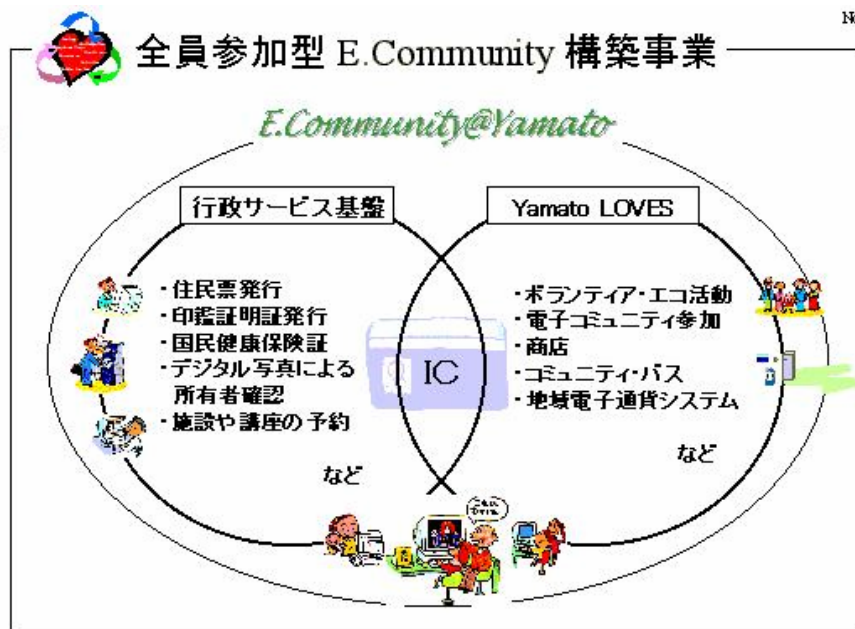 全員参加型 E.Community 構築事業
E.Community@Yamato
行政サービス基盤
Yamato LOVES
・住民票発行
・印鑑証明証発行
・国民健康保険証
・デジタル写真による
所有者確認
・施設や講座の予約
など
IC
・ボランティア・エコ活動
・電子コミュニティ参加
・商店
・コミュニティ・バス
・地域電子通貨システム
など